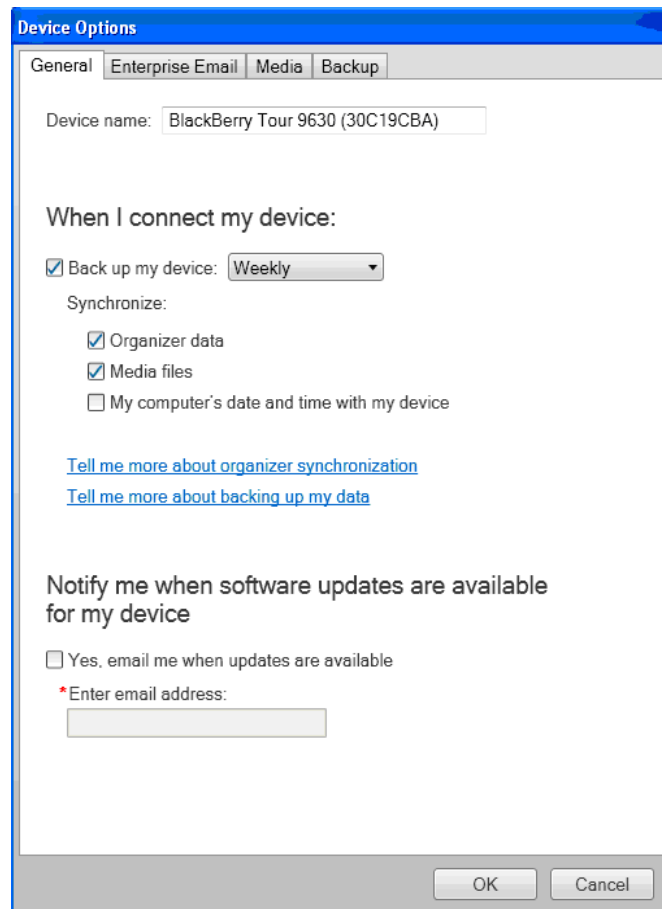 Device Options
General Enterprise Email Media Backup
Device name: BlackBerry Tour 9630 (30C19CBA)
When I connect my device:
Back up my device: Weekly
Synchronize:
Organizer data
Media files
My computer's date and time with my device
Tell me more about organizer synchronization
Tell me more about backing up my data
Notify me when software updates are available
for my device
Yes, email me when updates are available
*Enter email address:
OK Cancel